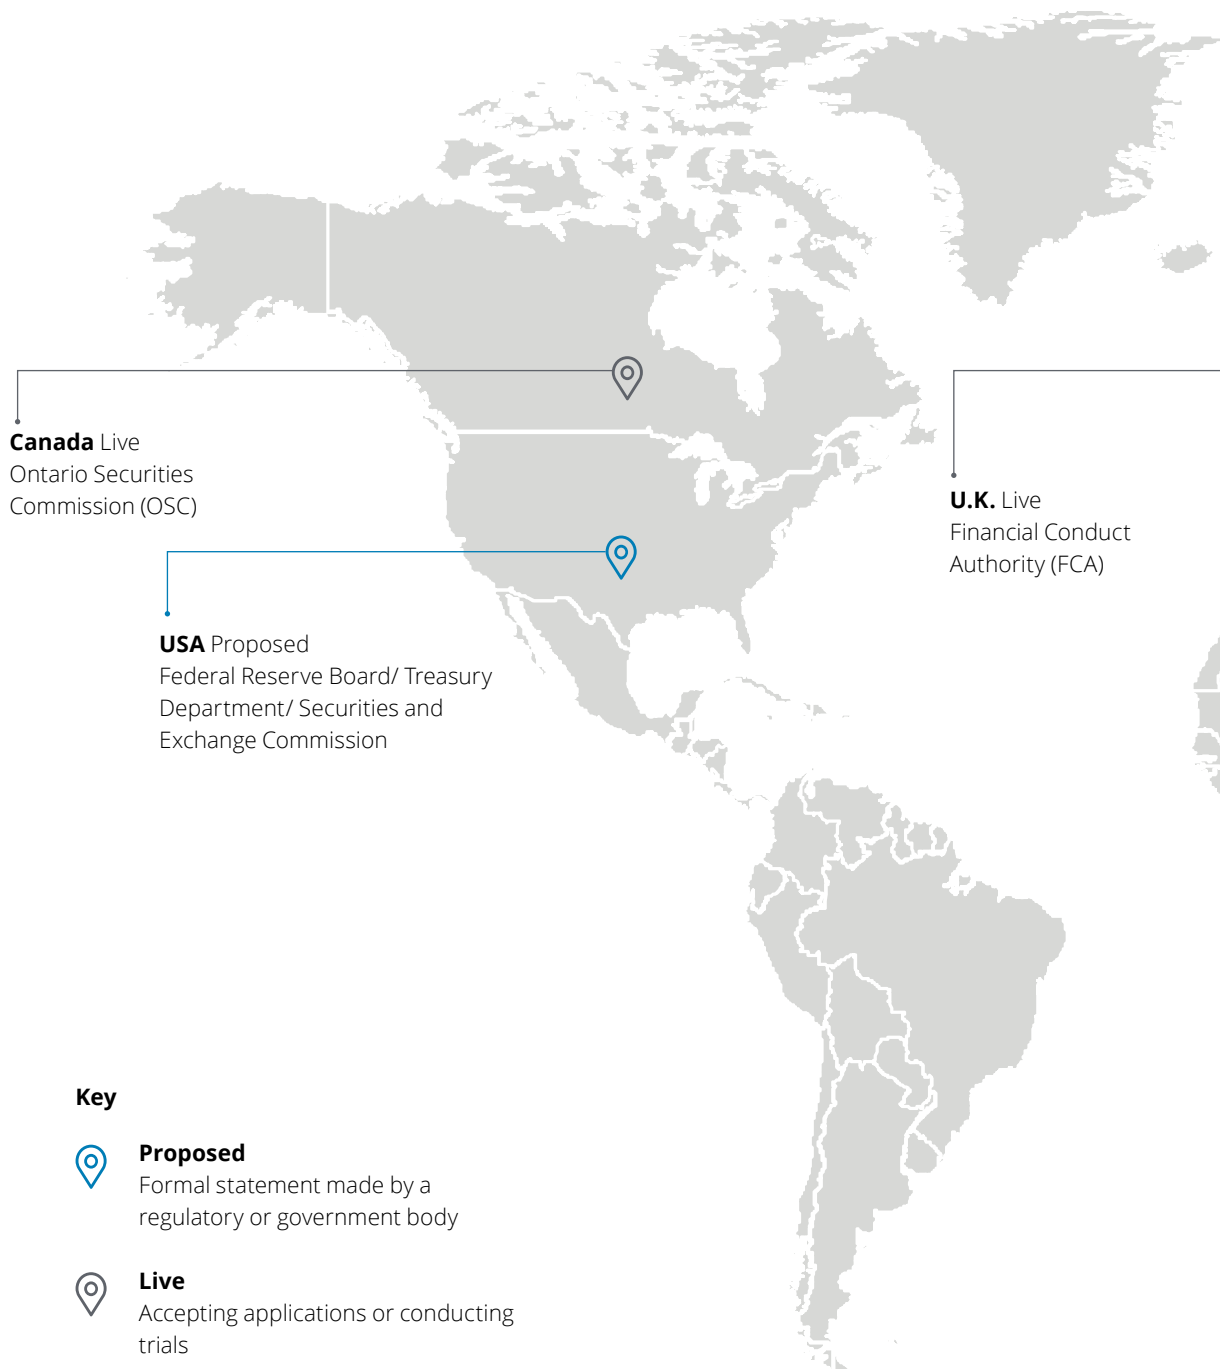 Canada Live
Ontario Securities
Commission (OSC)
U.K. Live
Financial Conduct
Authority (FCA)
USA Proposed
Federal Reserve Board/ Treasury
Department/ Securities and
Exchange Commission
Key
Proposed
Formal statement made by a
regulatory or government body
Live
Accepting applications or conducting
trials